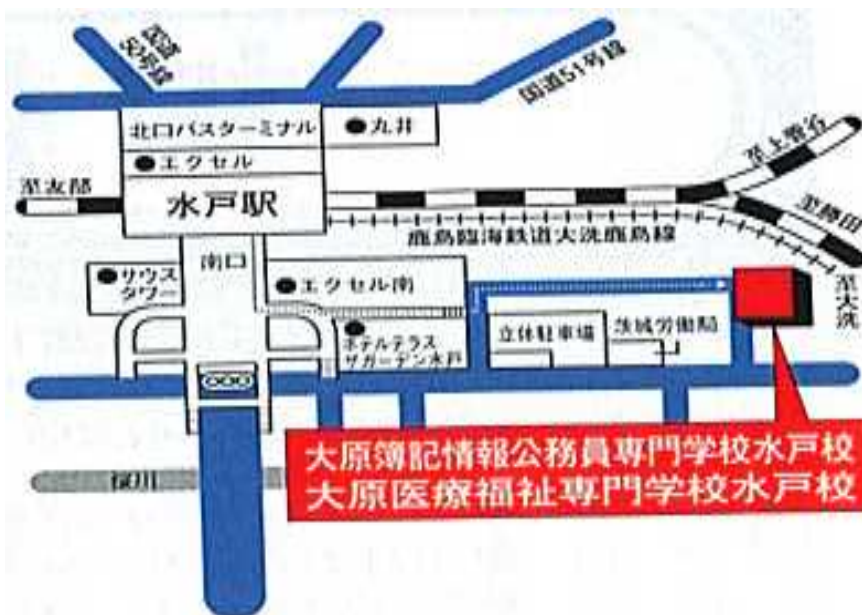 国道
50号線
国道51号線
北口バスターミナル
丸井
エクセル
至友部
水戸駅
至上菅谷
至勝田
鹿島臨海鉄道大洗鹿島線
至大洗
南口
サウス
タワー
エクセル南
ホテルテラス
ザガーデン水戸
立体駐車場
茨城労働局
桜川
大原簿記情報公務員専門学校水戸校
大原医療福祉専門学校水戸校